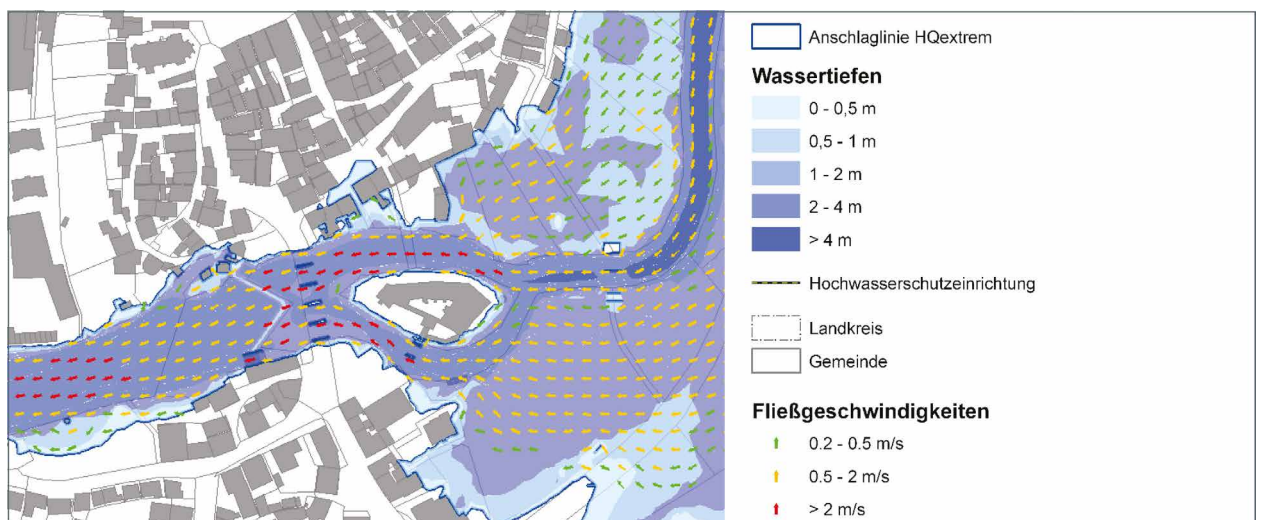 Anschlaglinie HQextrem
Wassertiefen
0 - 0,5 m
0,5 - 1 m
1 - 2 m
2 - 4 m
> 4 m
Hochwasserschutzeinrichtung
Landkreis
Gemeinde
Fließgeschwindigkeiten
0.2 - 0.5 m/s
0.5 - 2 m/s
> 2 m/s